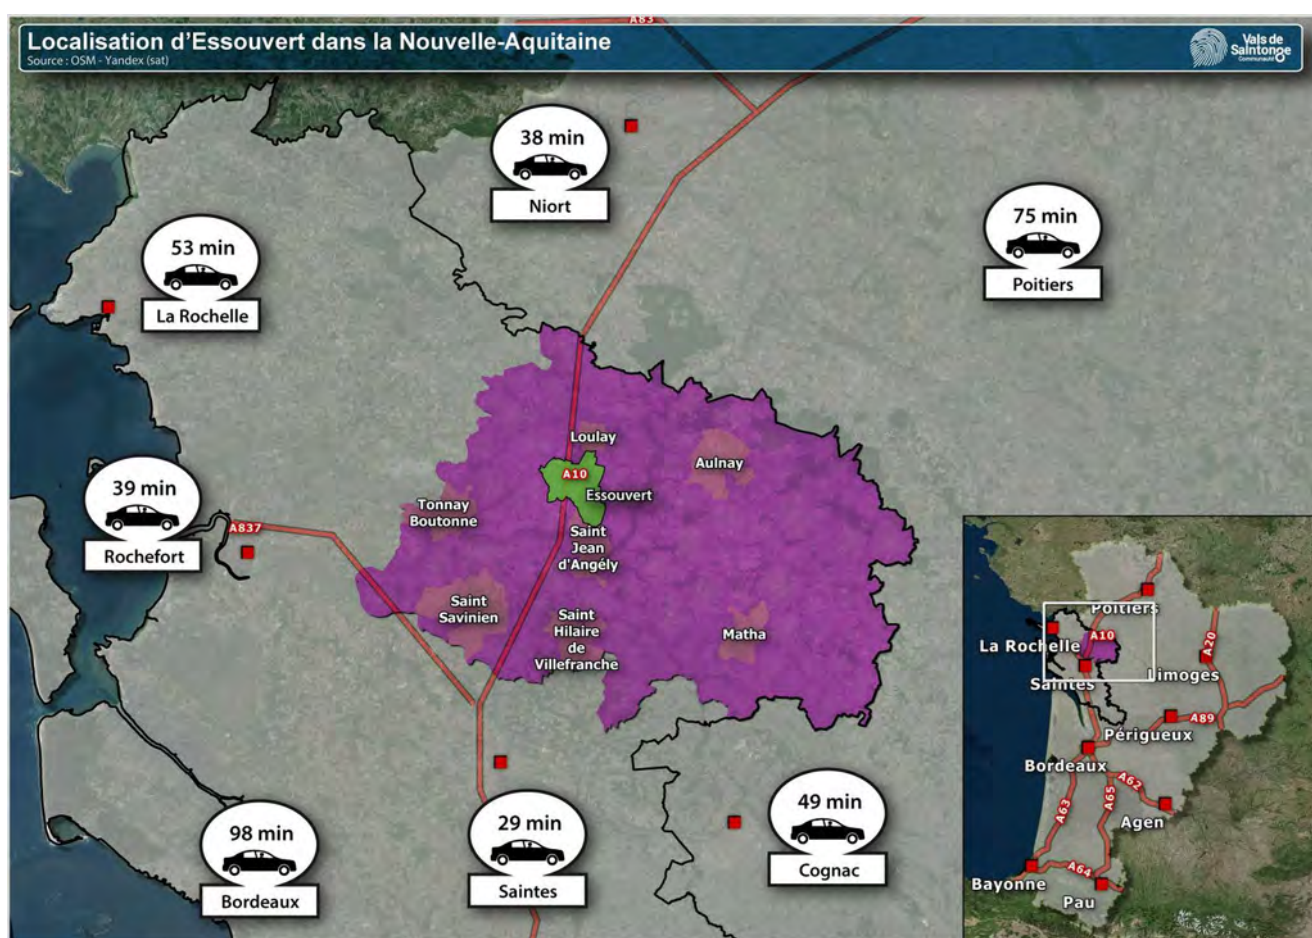 Localisation d'Essouvert dans la Nouvelle-Aquitaine
Source : OSM - Yandex (sat)
Vals de
Saintonge
Communauté
A83
38 min
Niort
75 min
Poitiers
53 min
La Rochelle
Loulay
Aulnay
A10
Essouvert
39 min
Rochefort
A837
Tonnay
Boutonne
Saint
Jean
d'Angély
Saint
Savinien
Saint
Hilaire
de
Villefranche
Matha
98 min
Bordeaux
29 min
Saintes
49 min
Cognac
Poitiers
La Rochelle
A10
A20
Saintes
Limoges
A89
Périgueux
Bordeaux
A62
A65
A63
Agen
Bayonne
A64
Pau